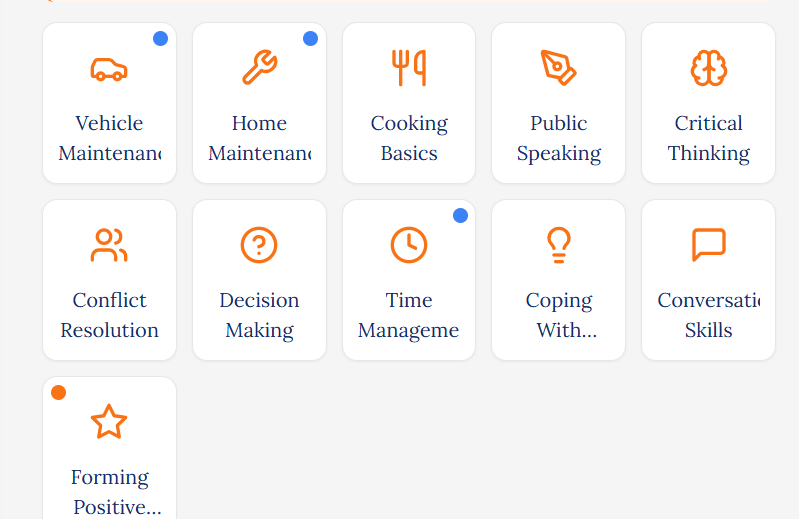 Vehicle
Maintenanc
Home
Maintenanc
Cooking
Basics
Public
Speaking
Critical
Thinking
Conflict
Resolution
Decision
Making
Time
Manageme
Coping
With...
Conversatio
Skills
Forming
Positive...